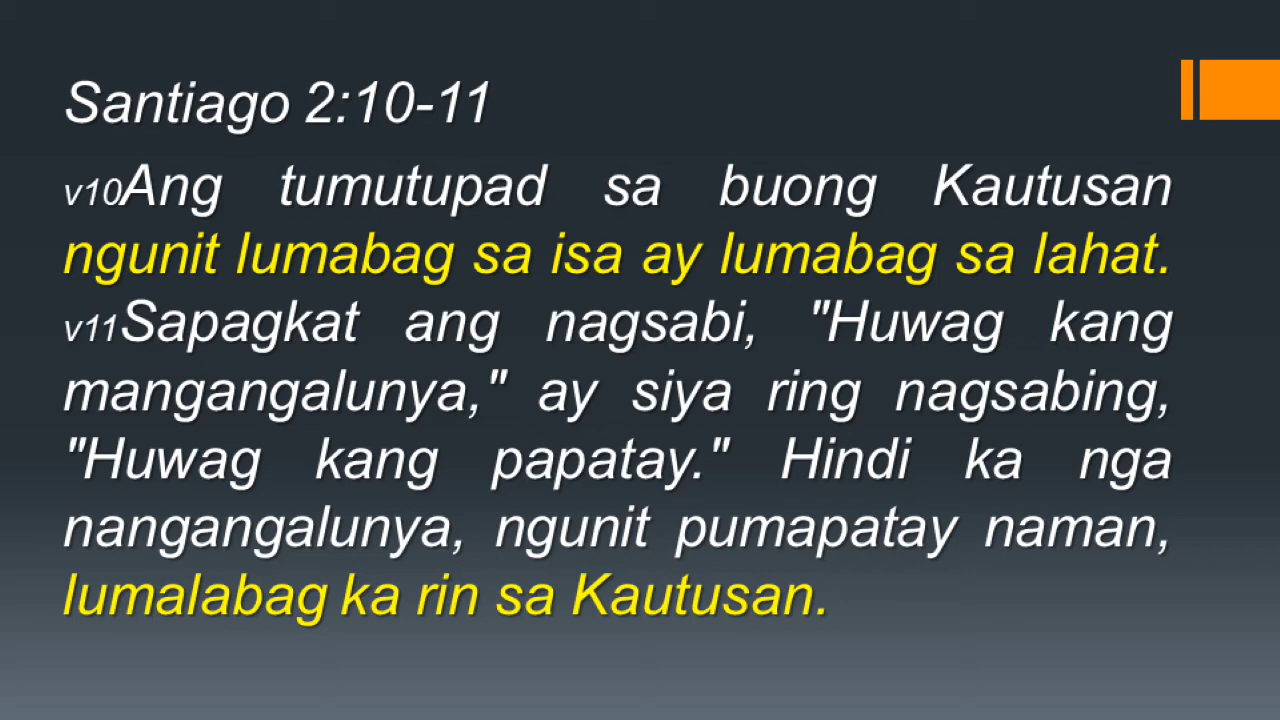 Santiago 2:10-11
v10Ang tumutupad sa buong Kautusan
ngunit lumabag sa isa ay lumabag sa lahat.
v11Sapagkat ang nagsabi, "Huwag kang
mangangalunya," ay siya ring nagsabing,
"Huwag kang papatay." Hindi ka nga
nangangalunya, ngunit pumapatay naman,
lumalabag ka rin sa Kautusan.